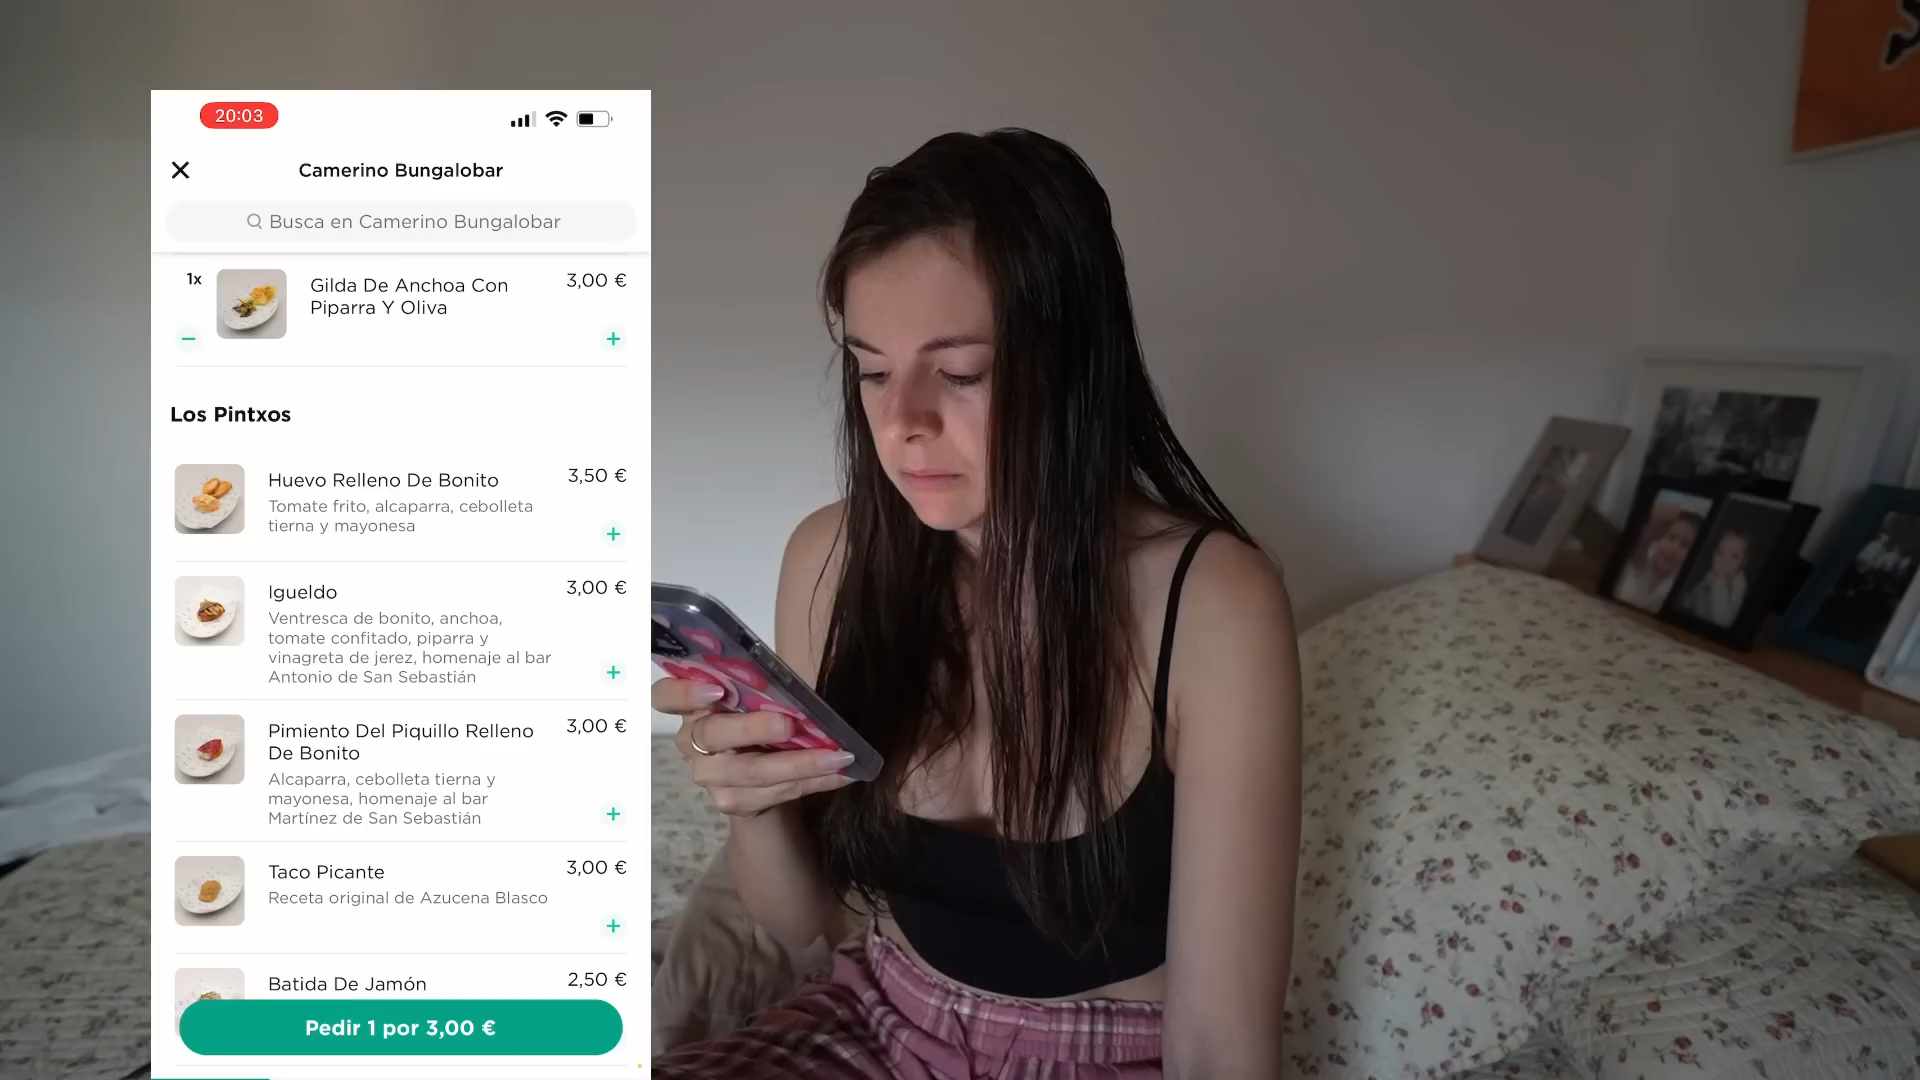 20:03
Camerino Bungalobar
Busca en Camerino Bungalobar
1x
Gilda De Anchoa Con
Piparra Y Oliva
3,00 €
Los Pintxos
Huevo Relleno De Bonito
3,50 €
Tomate frito, alcaparra, cebolleta
tierna y mayonesa
Igueldo
3,00 €
Ventresca de bonito, anchoa,
tomate confitado, piparra y
vinagreta de jerez, homenaje al bar
Antonio de San Sebastián
Pimiento Del Piquillo Relleno
De Bonito
3,00 €
Alcaparra, cebolleta tierna y
mayonesa, homenaje al bar
Martínez de San Sebastián
Taco Picante
3,00 €
Receta original de Azucena Blasco
Batida De Jamón
2,50 €
Pedir 1 por 3,00 €